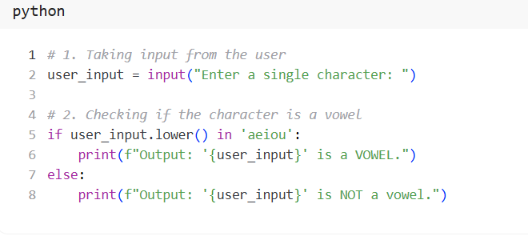 python
1 # 1. Taking input from the user
2 user_input = input("Enter a single character: ")
3
4 # 2. Checking if the character is a vowel
5 if user_input.lower() in 'aeiou':
6     print(f"Output: '{user_input}' is a VOWEL.")
7 else:
8     print(f"Output: '{user_input}' is NOT a vowel.")